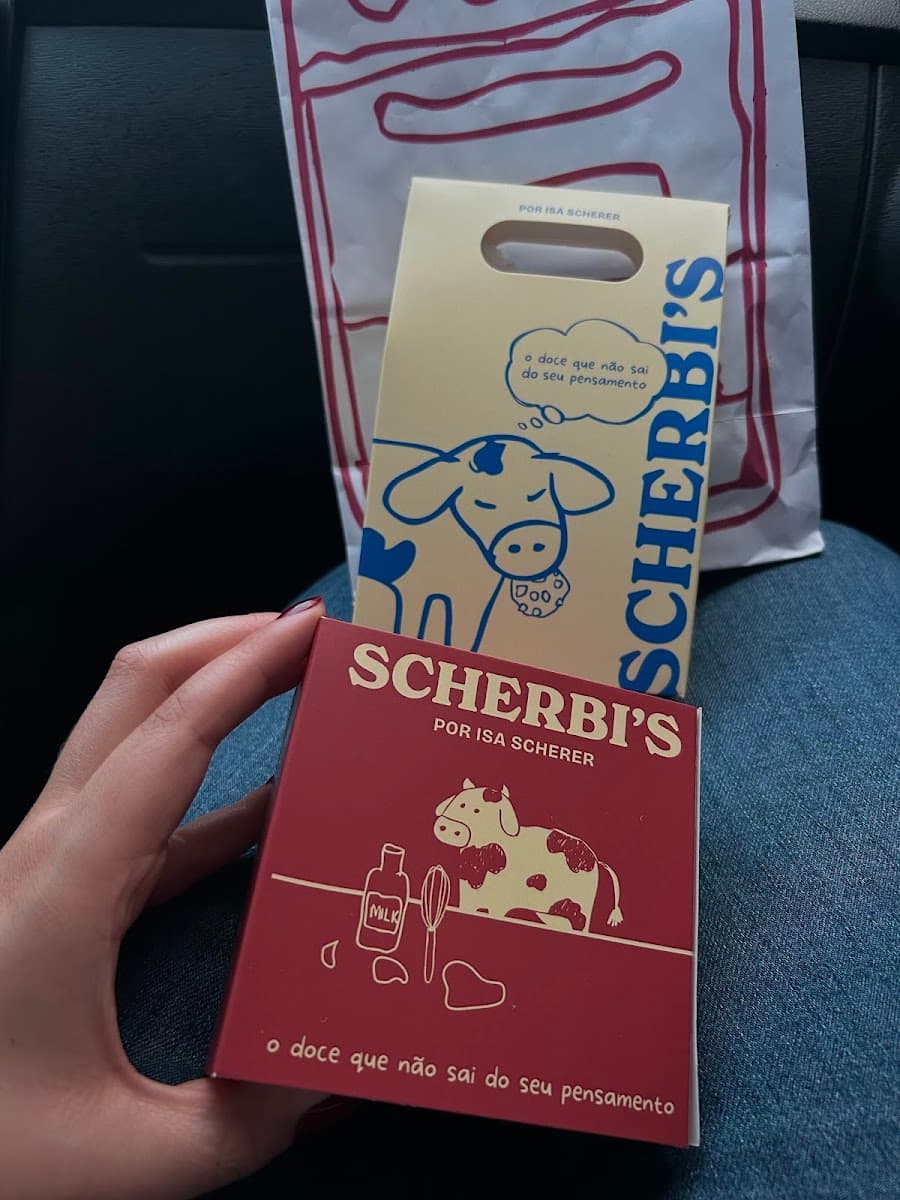 POR ISA SCHERER
SCHERBI'S
o doce que não sai
do seu pensamento
SCHERBI'S
POR ISA SCHERER
MILK
o doce que não sai do seu pensamento